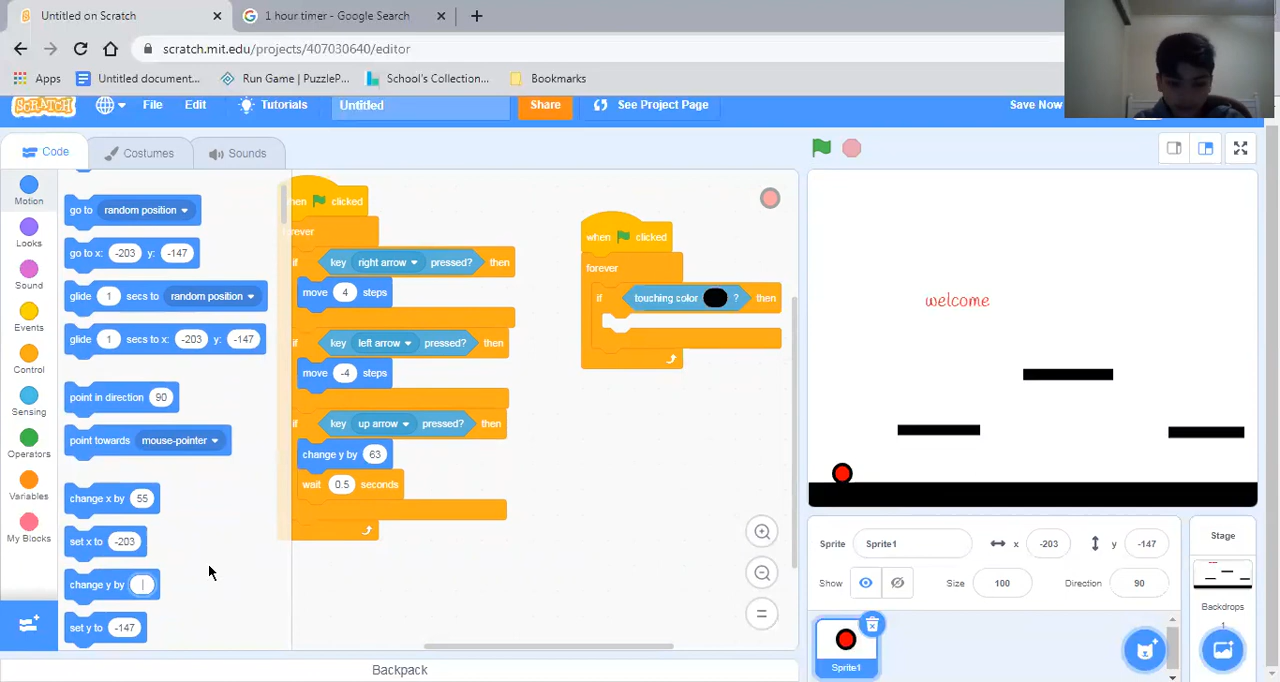 Untitled on Scratch
1 hour timer - Google Search
scratch.mit.edu/projects/407030640/editor
Apps
Untitled document...
Run Game | PuzzleP...
School's Collection...
Bookmarks
SCRATCH
File
Edit
Tutorials
Untitled
Share
See Project Page
Save Now
Code
Costumes
Sounds
Motion
Looks
Sound
Events
Control
Sensing
Operators
Variables
My Blocks
go to random position
go to x: -203 y: -147
glide 1 secs to random position
glide 1 secs to x: -203 y: -147
point in direction 90
point towards mouse-pointer
change x by 55
set x to -203
change y by
set y to -147
hen clicked
orever
if key right arrow pressed? then
move 4 steps
if key left arrow pressed? then
move -4 steps
if key up arrow pressed? then
change y by 63
wait 0.5 seconds
when clicked
forever
if touching color ? then
welcome
Sprite Sprite1 x -203 y -147
Show Size 100 Direction 90
Sprite1
Stage
Backdrops
1
Backpack